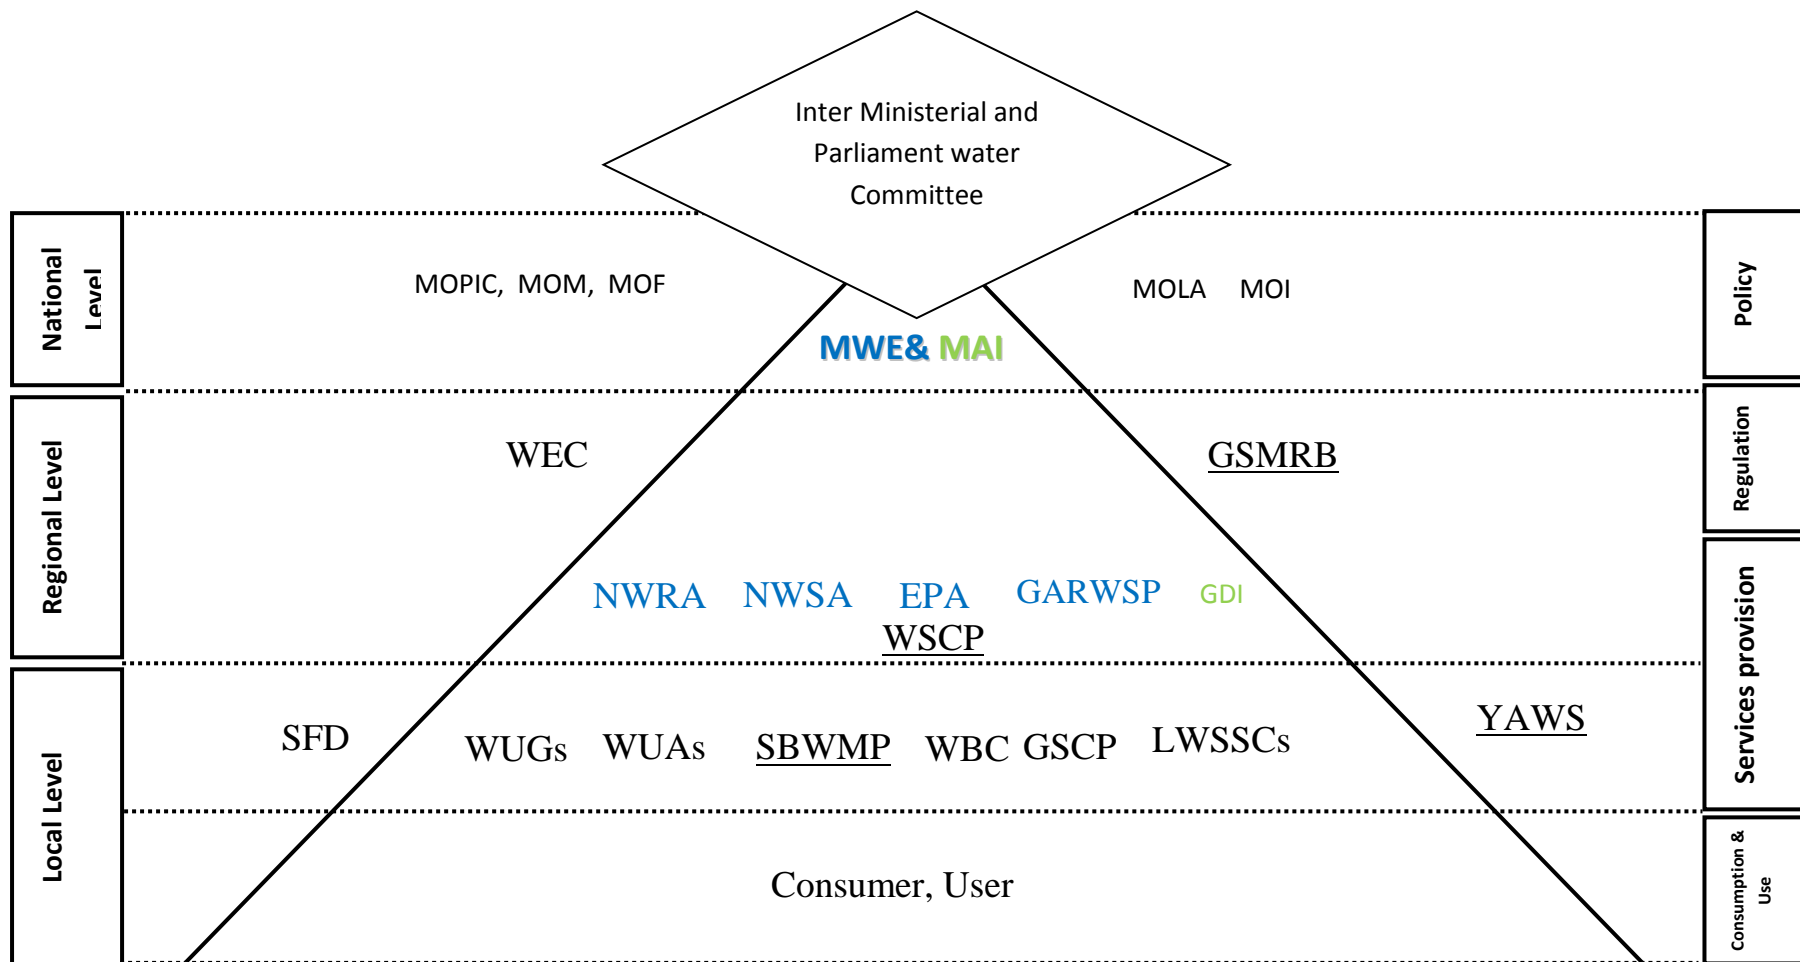 Inter Ministerial and
Parliament water
Committee
National
Level
MOPIC, MOM, MOF
MOLA MOI
Policy
MWE& MAI
Regional Level
WEC
GSMRB
Regulation
NWRA NWSA EPA GARWSP GDI
WSCP
Services provision
Local Level
SFD
WUGs WUAs SBWMP WBC GSCP LWSSCs
YAWS
Consumer, User
Consumption &
Use